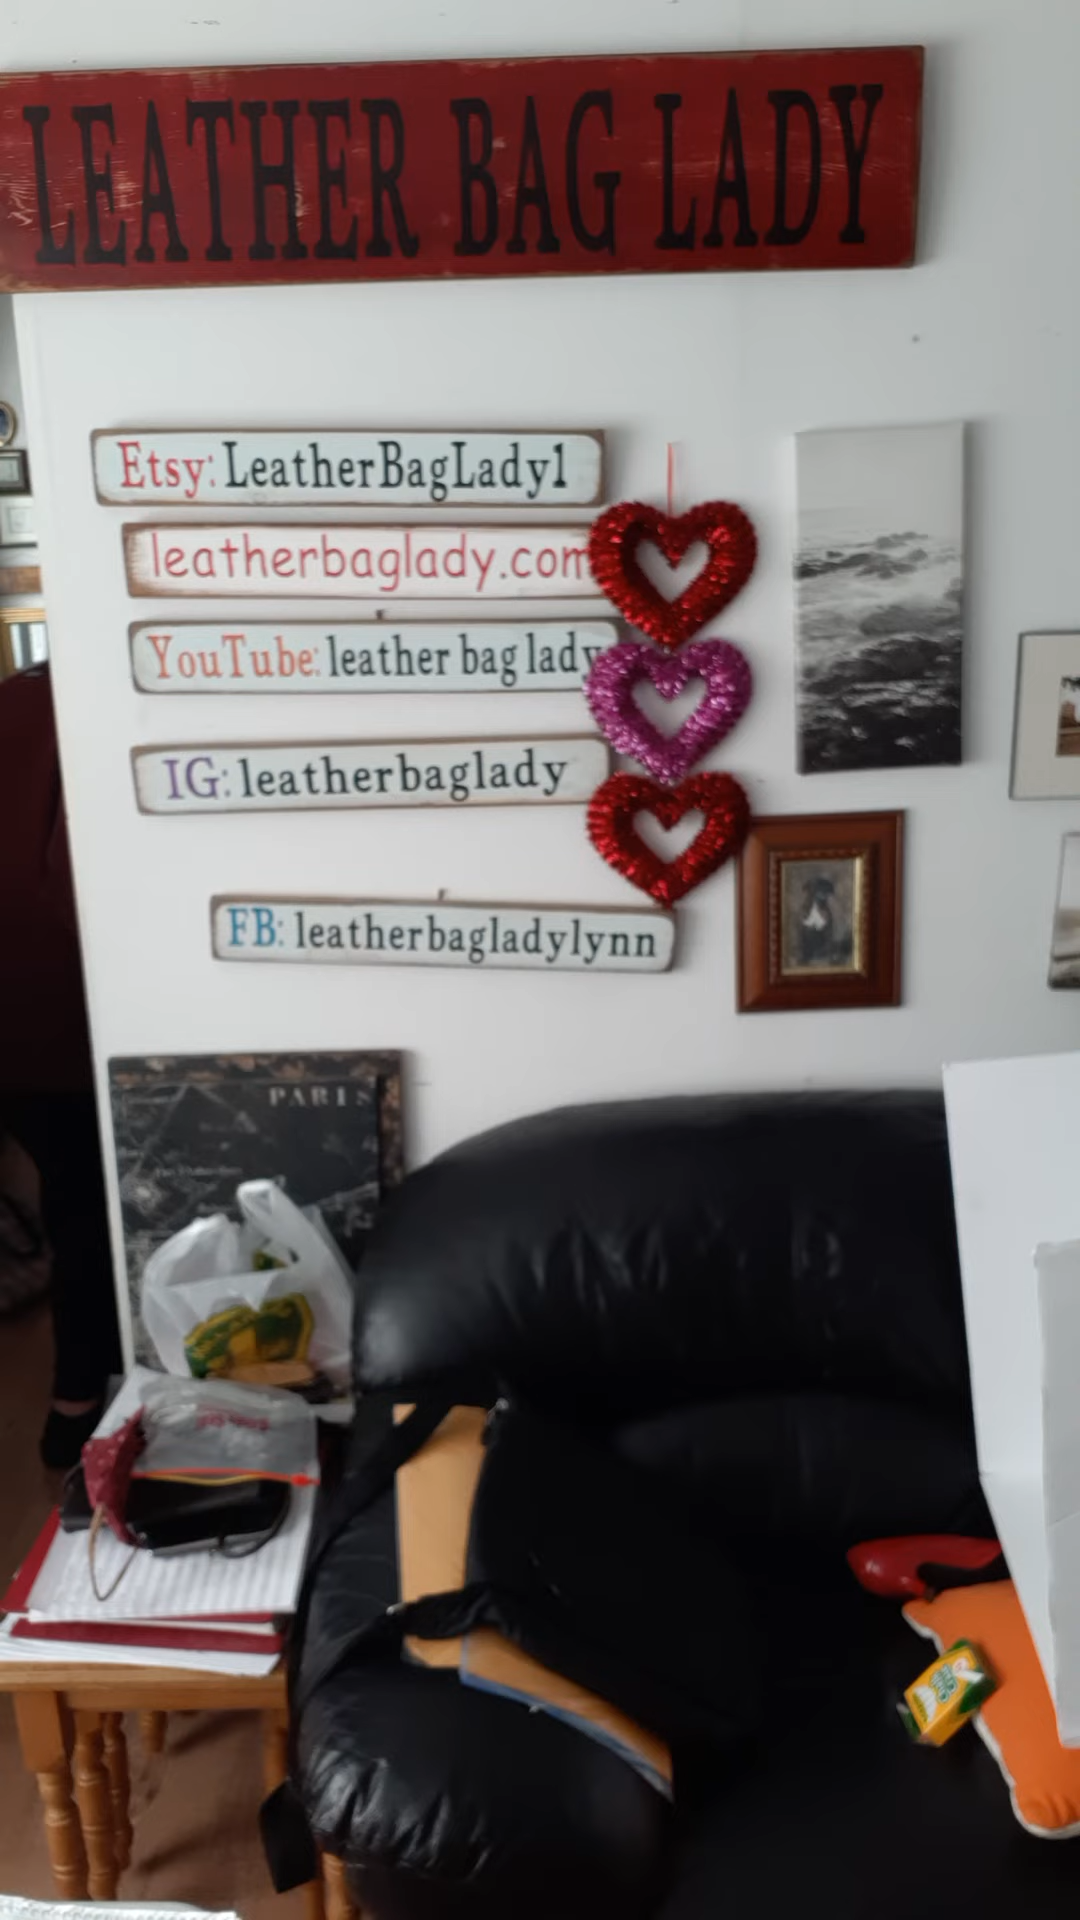 LEATHER BAG LADY
Etsy: LeatherBagLady1
leatherbaglady.com
YouTube: leather bag lady
IG: leatherbaglady
FB: leatherbagladylynn
PARIS